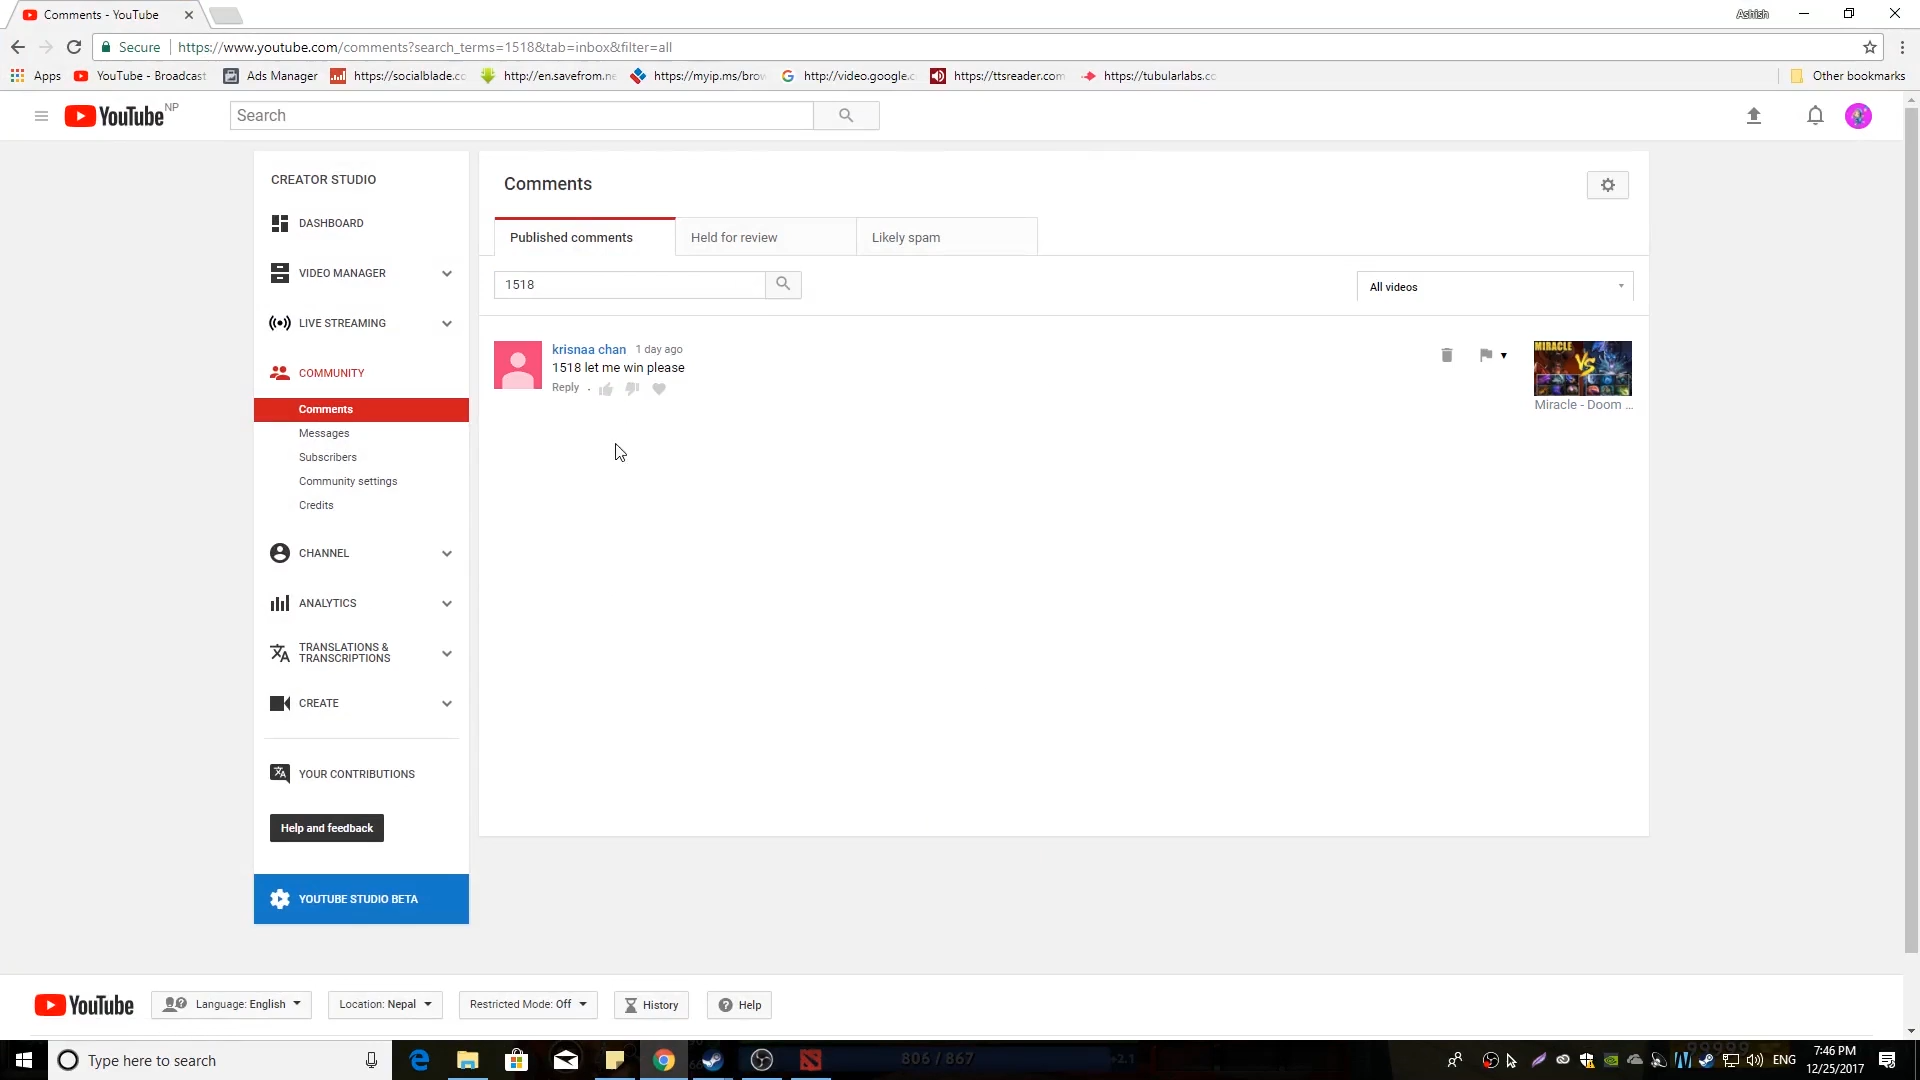 Comments - YouTube
Ashish
Secure
https://www.youtube.com/comments?search_terms=1518&tab=inbox&filter=all
Apps
YouTube - Broadcast
Ads Manager
https://socialblade.co
http://en.savefrom.ne
https://myip.ms/brow
http://video.google.c
https://ttsreader.com
https://tubularlabs.co
Other bookmarks
YouTube NP
Search
CREATOR STUDIO
DASHBOARD
VIDEO MANAGER
LIVE STREAMING
COMMUNITY
Comments
Messages
Subscribers
Community settings
Credits
CHANNEL
ANALYTICS
TRANSLATIONS &
TRANSCRIPTIONS
CREATE
YOUR CONTRIBUTIONS
Help and feedback
YOUTUBE STUDIO BETA
Comments
Published comments
Held for review
Likely spam
1518
All videos
krisnaa chan 1 day ago
1518 let me win please
Reply
MIRACLE
VS
Miracle - Doom ...
YouTube
Language: English
Location: Nepal
Restricted Mode: Off
History
Help
Type here to search
806 / 867
+2.1
ENG
7:46 PM
12/25/2017